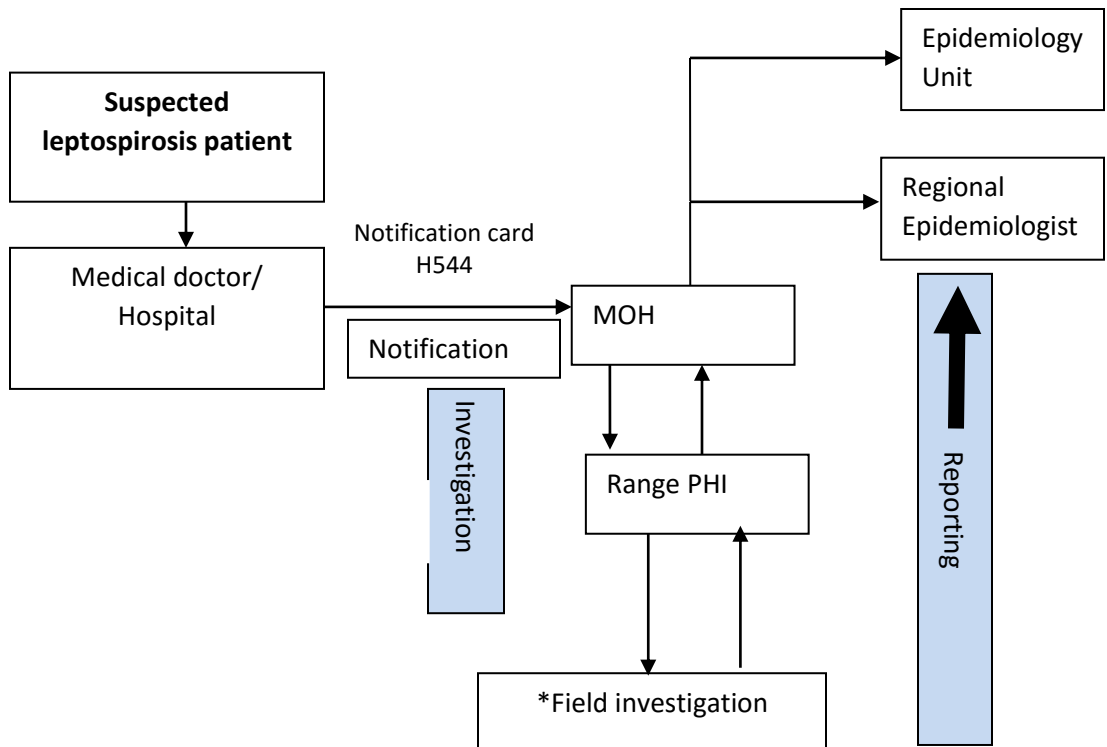 Epidemiology
Unit
Suspected
leptospirosis patient
Regional
Epidemiologist
Notification card
H544
Medical doctor/
Hospital
MOH
Notification
Investigation
Range PHI
Reporting
*Field investigation